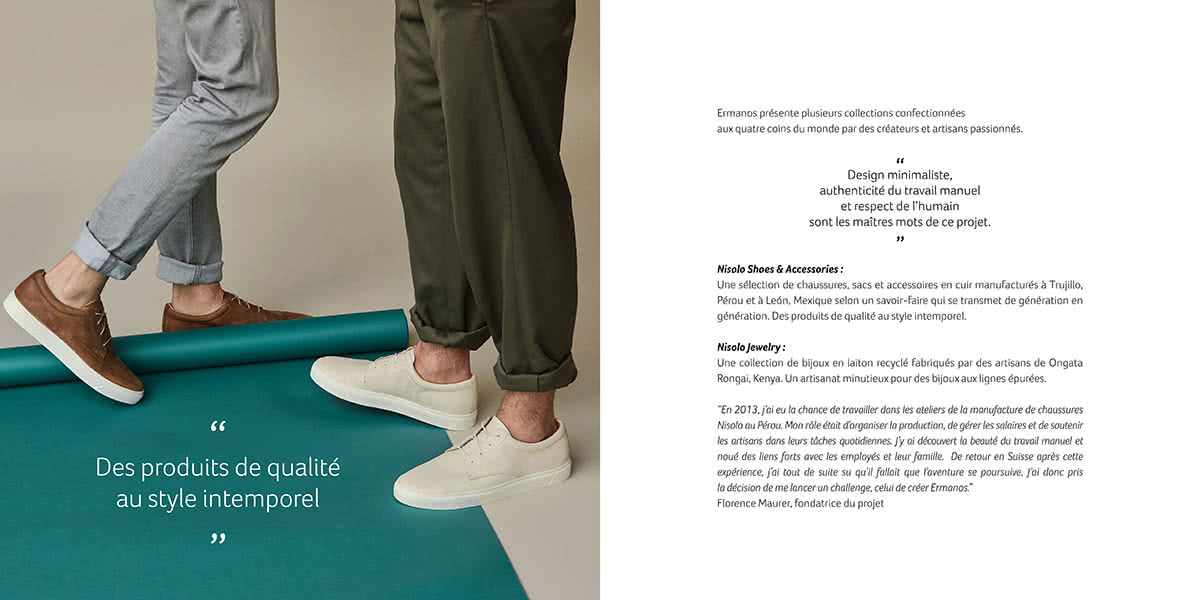 “
Des produits de qualité
au style intemporel
”
Ermanos présente plusieurs collections confectionnées
aux quatre coins du monde par des créateurs et artisans passionnés.
“
Design minimaliste,
authenticité du travail manuel
et respect de l’humain
sont les maîtres mots de ce projet.
”
Nisolo Shoes & Accessories :
Une sélection de chaussures, sacs et accessoires en cuir manufacturés à Trujillo,
Pérou et à León, Mexique selon un savoir-faire qui se transmet de génération en
génération. Des produits de qualité au style intemporel.
Nisolo Jewelry :
Une collection de bijoux en laiton recyclé fabriqués par des artisans de Ongata
Rongai, Kenya. Un artisanat minutieux pour des bijoux aux lignes épurées.
“En 2013, j’ai eu la chance de travailler dans les ateliers de la manufacture de chaussures
Nisolo au Pérou. Mon rôle était d’organiser la production, de gérer les salaires et de soutenir
les artisans dans leurs tâches quotidiennes. J’y ai découvert la beauté du travail manuel et
noué des liens forts avec les employés et leur famille. De retour en Suisse après cette
expérience, j’ai tout de suite su qu’il fallait que l’aventure se poursuive. J’ai donc pris
la décision de me lancer un challenge, celui de créer Ermanos.”
Florence Maurer, fondatrice du projet